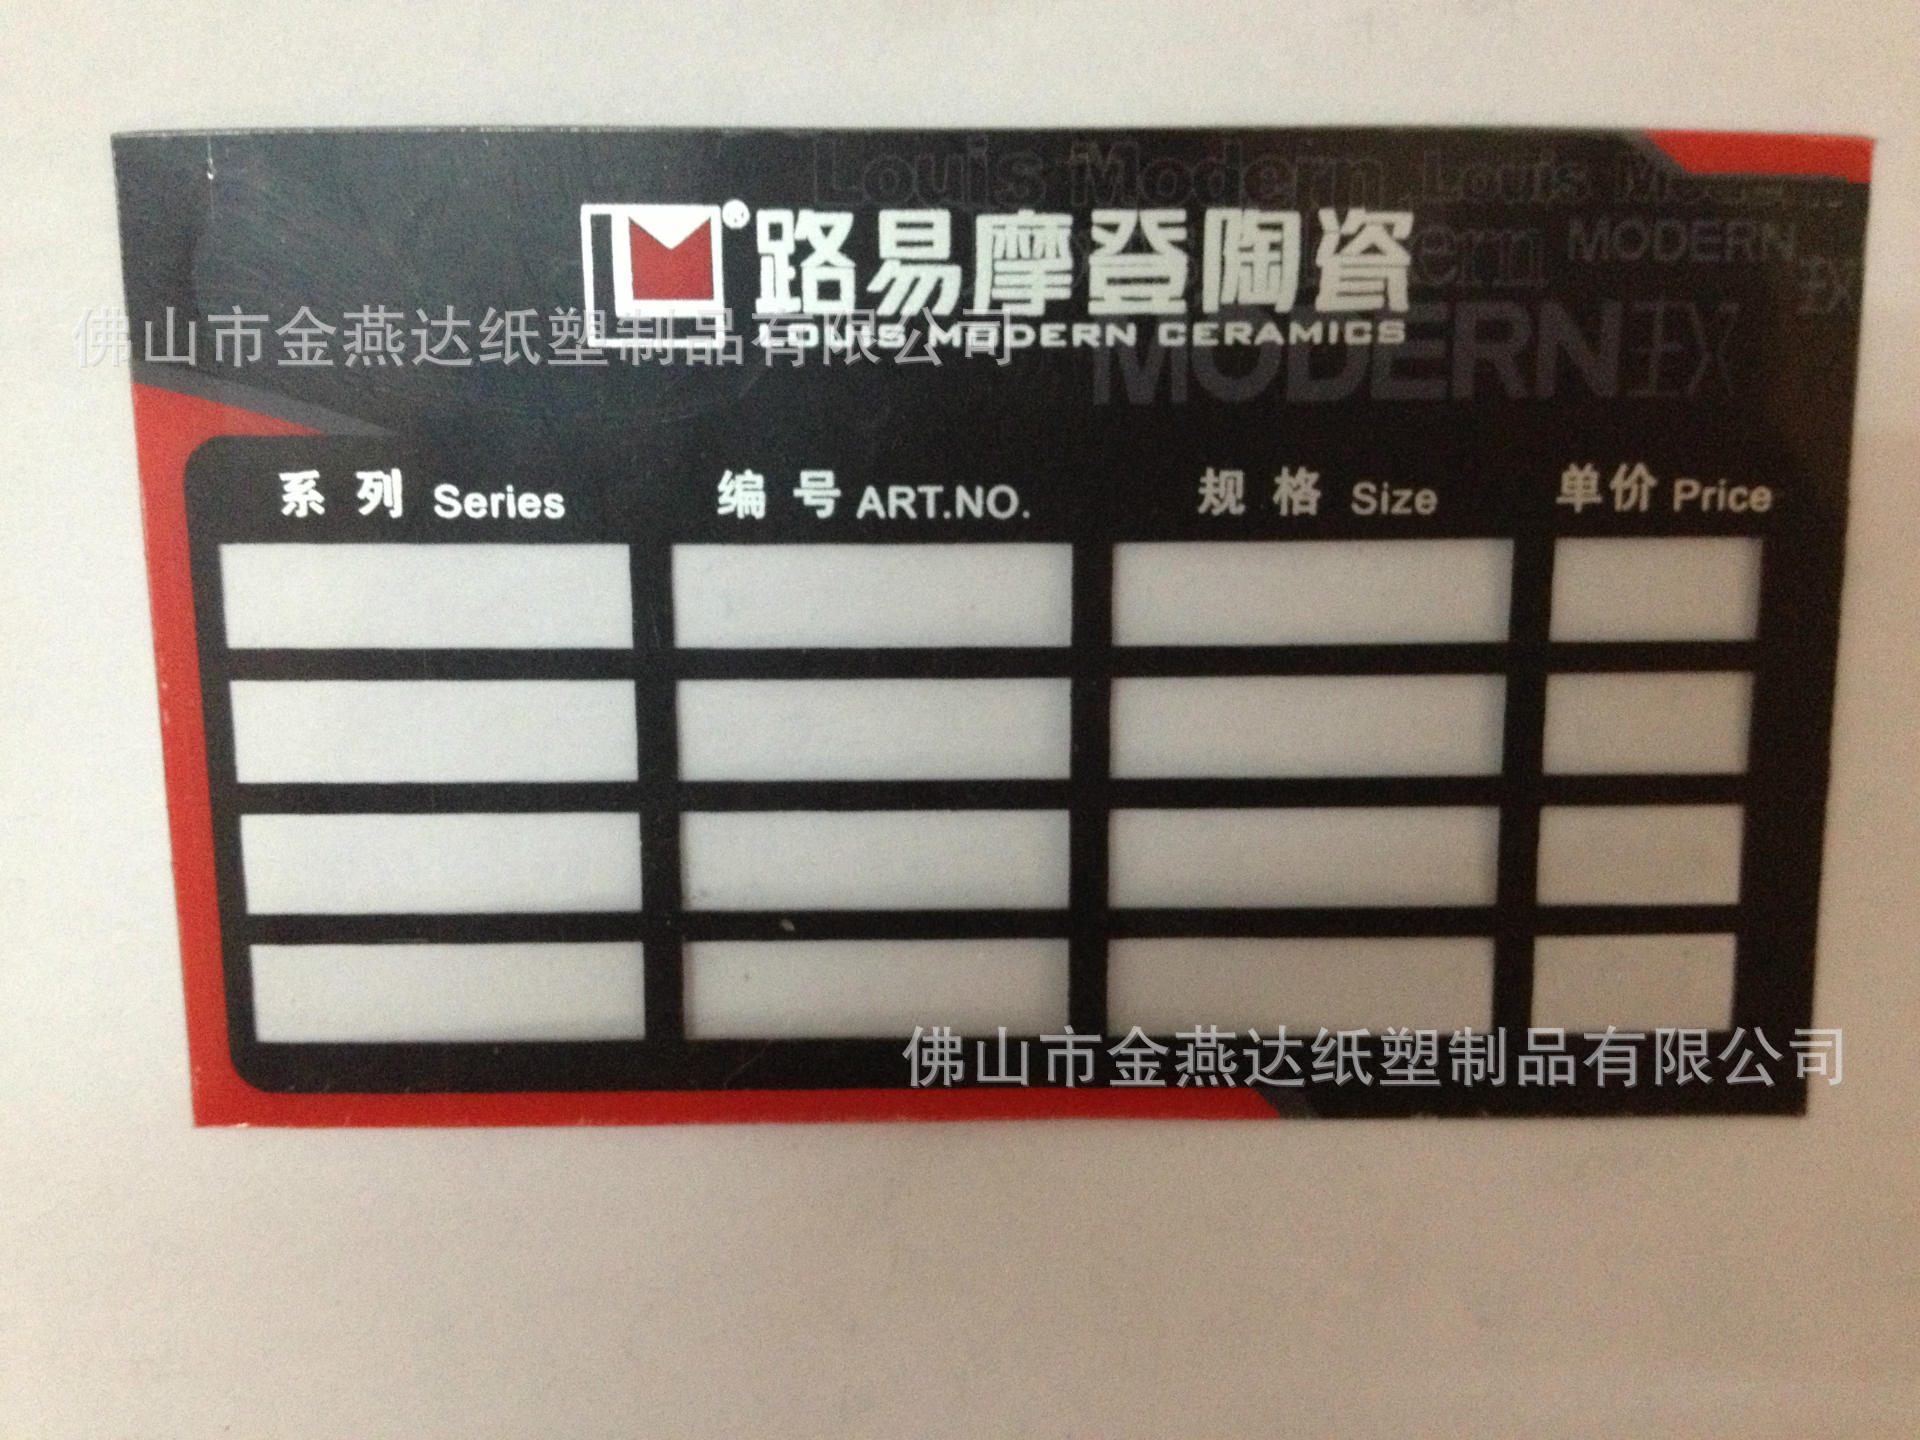 Louis Modern Louis
® 路易摩登陶瓷
MODERN
LOUIS MODERN CERAMICS
MODERN
佛山市金燕达纸塑制品有限公司
系列 Series 编号 ART.NO. 规格 Size 单价 Price
佛山市金燕达纸塑制品有限公司